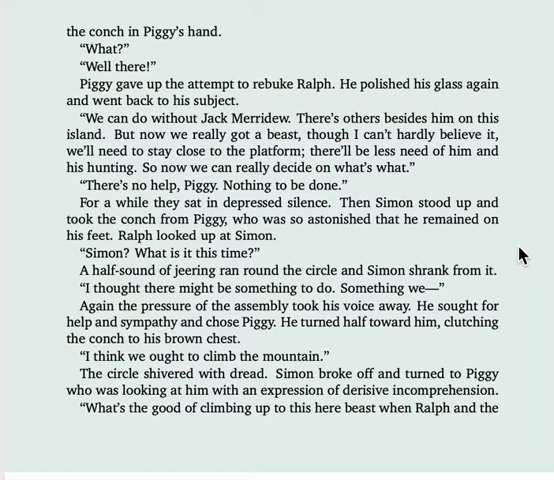 the conch in Piggy’s hand.
“What?”
“Well there!”
Piggy gave up the attempt to rebuke Ralph. He polished his glass again
and went back to his subject.
“We can do without Jack Merridew. There’s others besides him on this
island. But now we really got a beast, though I can’t hardly believe it,
we’ll need to stay close to the platform; there’ll be less need of him and
his hunting. So now we can really decide on what’s what.”
“There’s no help, Piggy. Nothing to be done.”
For a while they sat in depressed silence. Then Simon stood up and
took the conch from Piggy, who was so astonished that he remained on
his feet. Ralph looked up at Simon.
“Simon? What is it this time?”
A half-sound of jeering ran round the circle and Simon shrank from it.
“I thought there might be something to do. Something we—”
Again the pressure of the assembly took his voice away. He sought for
help and sympathy and chose Piggy. He turned half toward him, clutching
the conch to his brown chest.
“I think we ought to climb the mountain.”
The circle shivered with dread. Simon broke off and turned to Piggy
who was looking at him with an expression of derisive incomprehension.
“What’s the good of climbing up to this here beast when Ralph and the